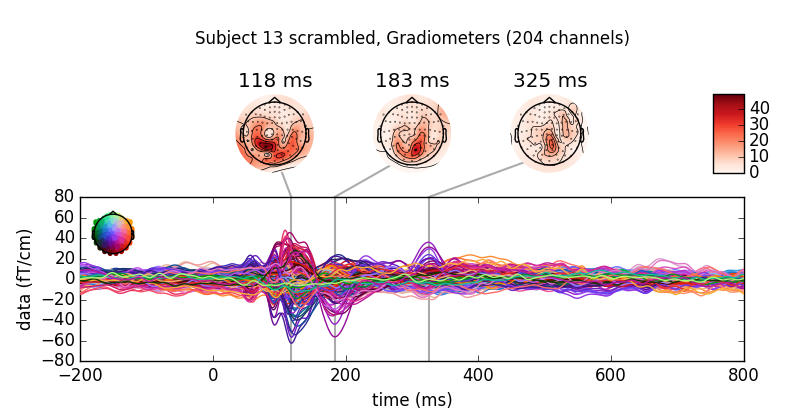 Subject 13 scrambled, Gradiometers (204 channels)
118 ms 183 ms 325 ms
40
30
20
10
0
80
60
40
20
0
−20
−40
−60
−80
data (fT/cm)
−200 0 200 400 600 800
time (ms)